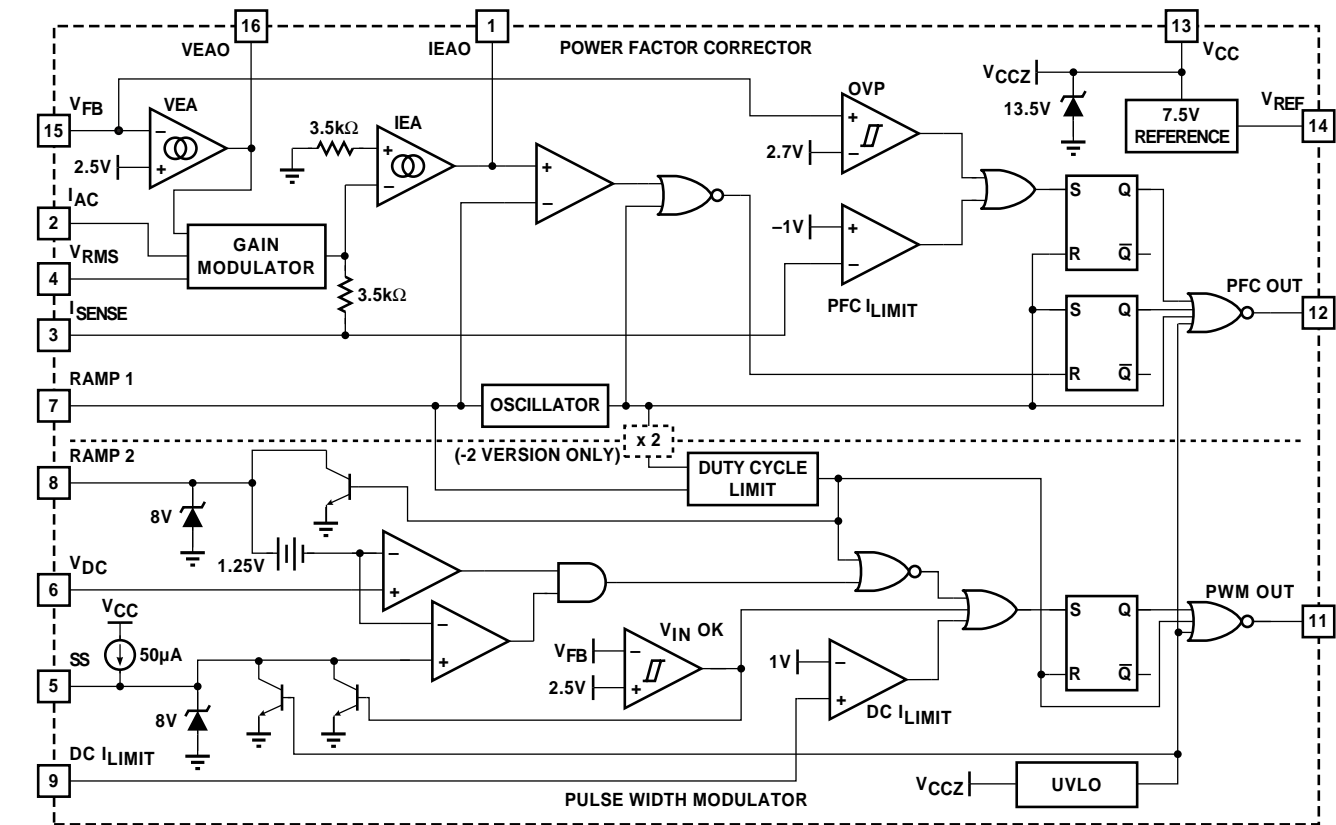 16
1
13
VEAO
IEAO
POWER FACTOR CORRECTOR
VCC
VCCZ
OVP
13.5V
7.5V
REFERENCE
VREF
14
VFB
15
VEA
−
2.5V
+
3.5kΩ
IEA
+
−
+
−
+
2.7V
−
IAC
2
VRMS
4
GAIN
MODULATOR
3.5kΩ
−1V
+
−
PFC ILIMIT
S
Q
R
Q
ISENSE
3
S
Q
R
Q
PFC OUT
12
RAMP 1
7
OSCILLATOR
x 2
(-2 VERSION ONLY)
RAMP 2
8
DUTY CYCLE
LIMIT
8V
1.25V
−
+
VDC
6
VCC
50µA
SS
5
8V
−
+
VIN OK
VFB
−
2.5V
+
1V
−
+
DC ILIMIT
S
Q
R
Q
PWM OUT
11
DC ILIMIT
9
VCCZ
UVLO
PULSE WIDTH MODULATOR